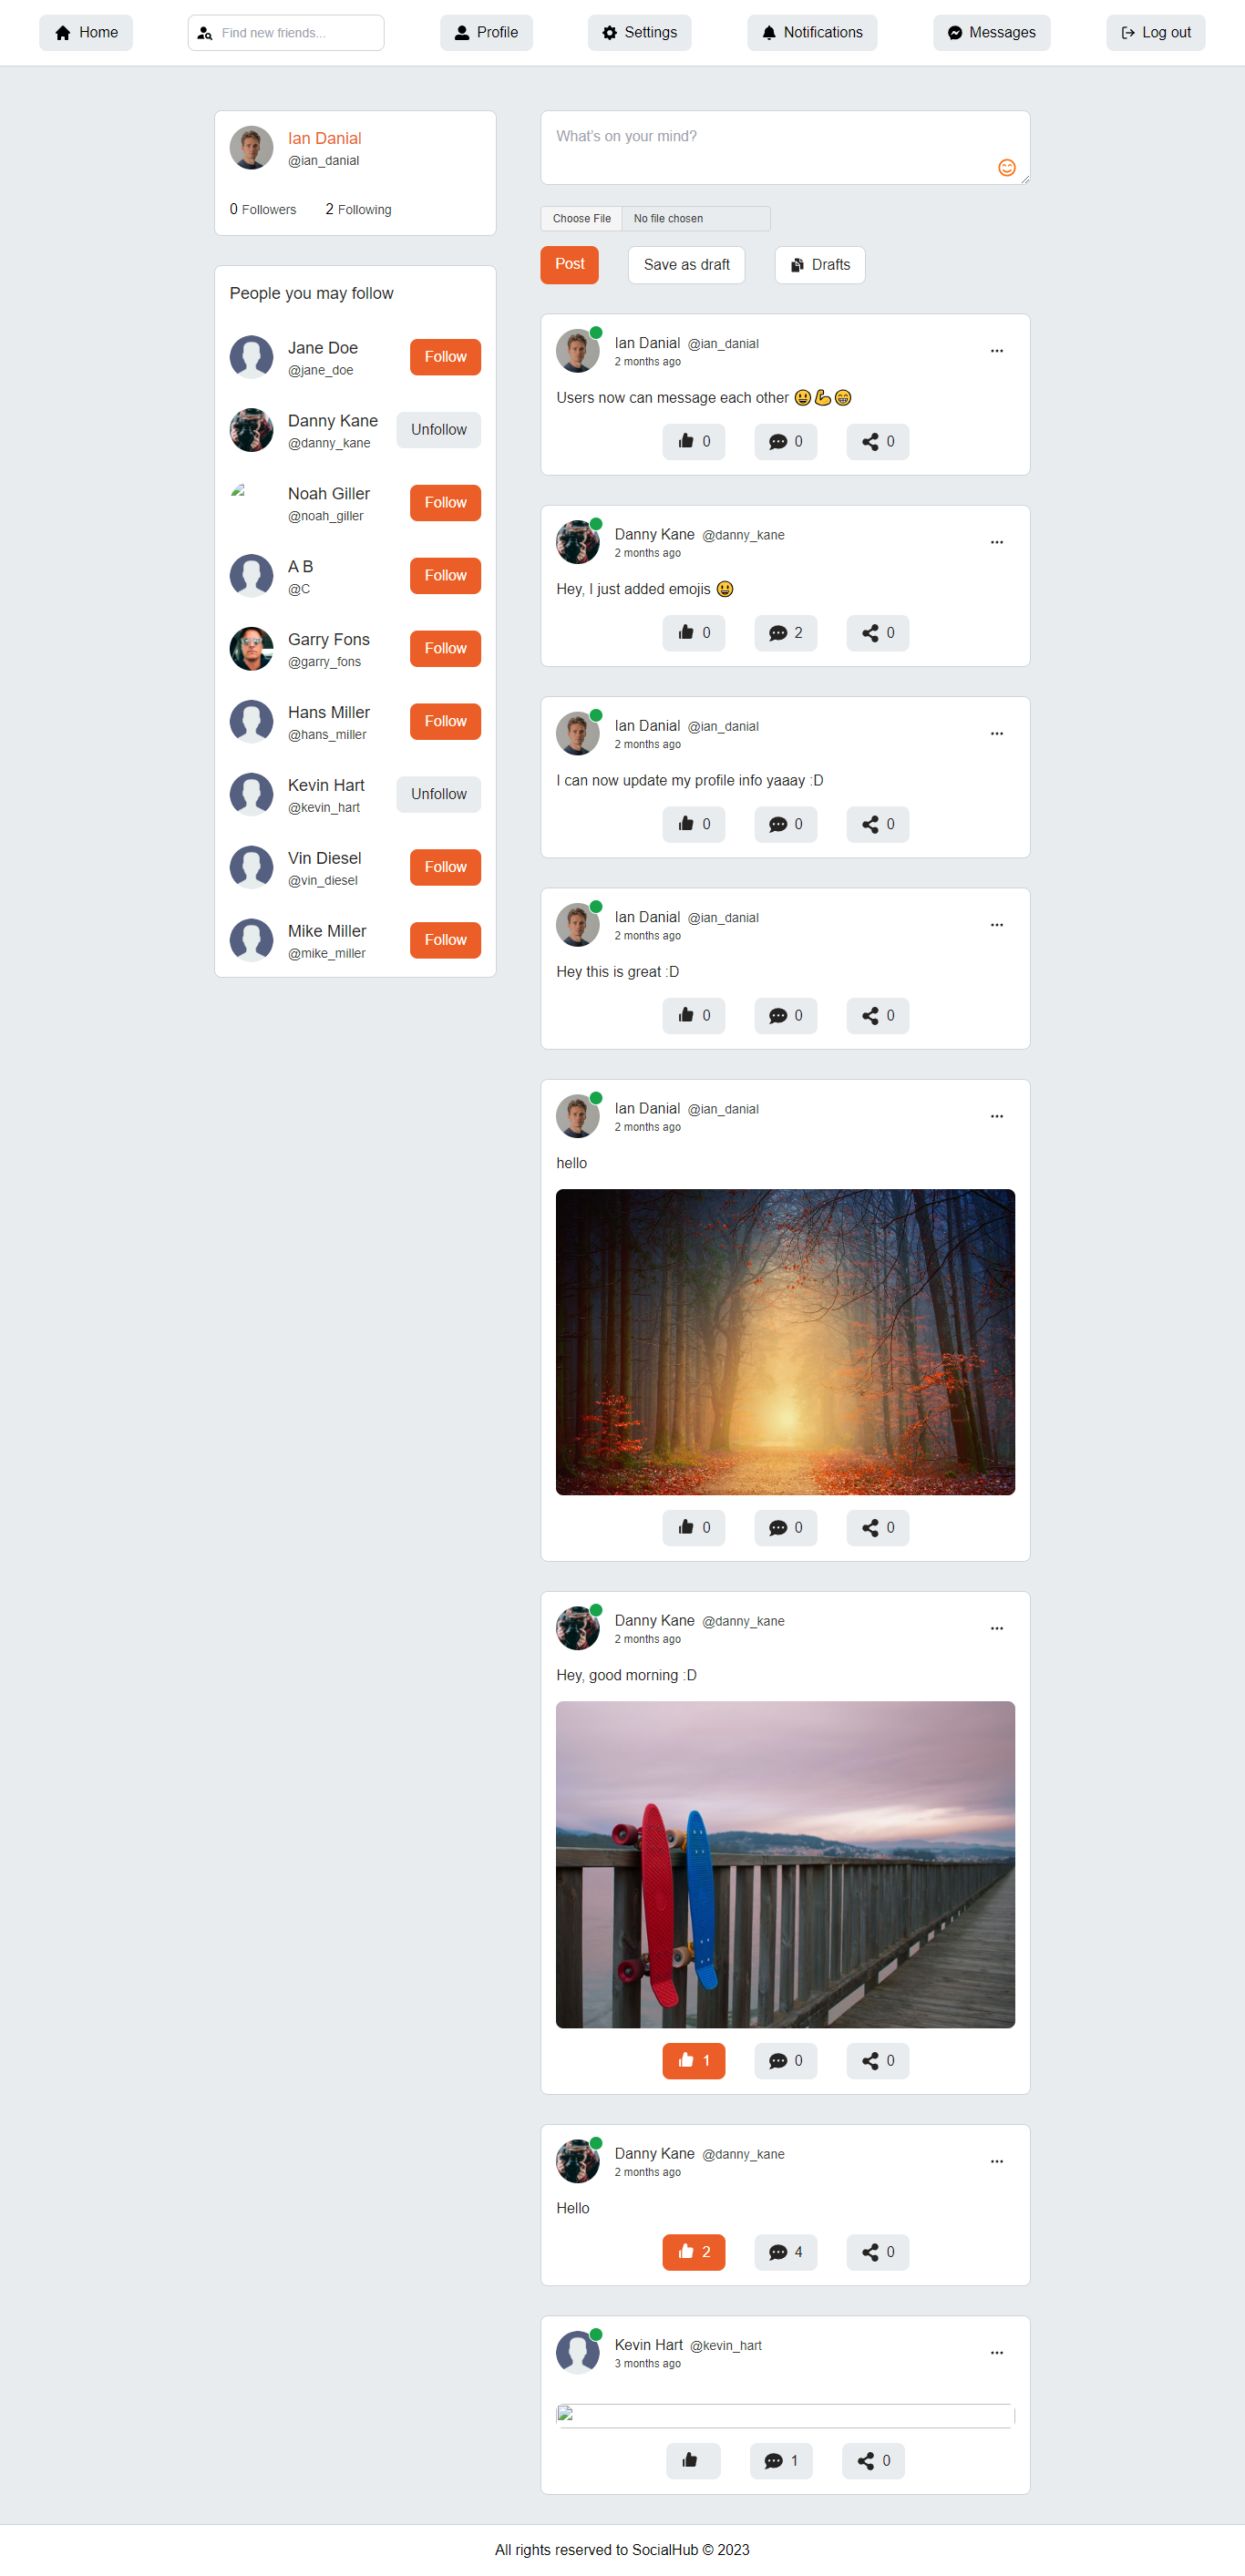 Home
Find new friends...
Profile
Settings
Notifications
Messages
Log out
Ian Danial
@ian_danial
0 Followers 2 Following
People you may follow
Jane Doe
@jane_doe
Follow
Danny Kane
@danny_kane
Unfollow
Noah Giller
@noah_giller
Follow
A B
@C
Follow
Garry Fons
@garry_fons
Follow
Hans Miller
@hans_miller
Follow
Kevin Hart
@kevin_hart
Unfollow
Vin Diesel
@vin_diesel
Follow
Mike Miller
@mike_miller
Follow
What's on your mind?
Choose File No file chosen
Post
Save as draft
Drafts
Ian Danial @ian_danial
2 months ago
Users now can message each other 😃💪😁
0 0 0
Danny Kane @danny_kane
2 months ago
Hey, I just added emojis 😃
0 2 0
Ian Danial @ian_danial
2 months ago
I can now update my profile info yaaay :D
0 0 0
Ian Danial @ian_danial
2 months ago
Hey this is great :D
0 0 0
Ian Danial @ian_danial
2 months ago
hello
0 0 0
Danny Kane @danny_kane
2 months ago
Hey, good morning :D
1 0 0
Danny Kane @danny_kane
2 months ago
Hello
2 4 0
Kevin Hart @kevin_hart
3 months ago
1 0
All rights reserved to SocialHub © 2023